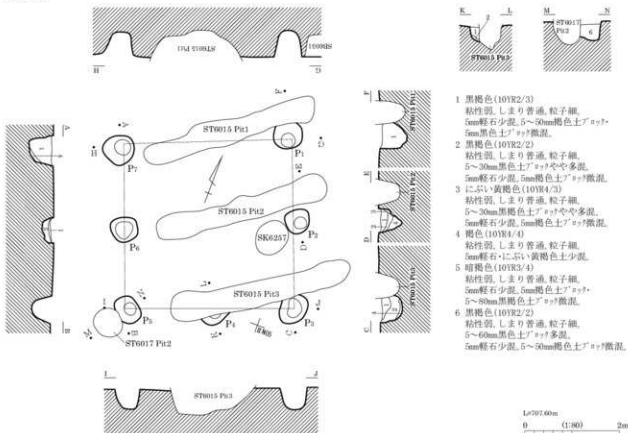 K
L
2
1
ST6015 Pit3
M
N
ST6017
Pit2
6
ST6015 Pit1
SB6001
H
G
1 黒褐色(10YR2/3)
粘性弱、しまり普通、粒子細。
5mm軽石少混、5～50mm褐色土ブロック・
5mm黒色土ブロック微混。
2 黒褐色(10YR2/2)
粘性弱、しまり普通、粒子細。
5～30mm黒色土ブロックやや多混。
5mm軽石少混、5mm褐色土ブロック微混。
3 にぶい黄褐色(10YR4/3)
粘性弱、しまり普通、粒子細。
5～30mm黒褐色土ブロックやや多混。
5mm軽石少混、5mm褐色土ブロック微混。
4 褐色(10YR4/4)
粘性弱、しまり普通、粒子細。
5mm軽石・にぶい黄褐色土少混。
5 暗褐色(10YR3/4)
粘性弱、しまり普通、粒子細。
5mm軽石少混、5mm褐色土ブロック・
5～80mm黒褐色土ブロック微混。
6 黒褐色(10YR2/2)
粘性弱、しまり普通、粒子細。
5～60mm黒色土ブロック多混。
5mm軽石少混、5～50mm褐色土ブロック微混。
ST6015 Pit1
P1
P7
H
A
G
ST6015 Pit2
SK6257
P2
P6
D
ST6015 Pit3
P5
P4
P3
B
C
M
ST6017 Pit2
I
J
ST6015 Pit3
L=707.60m
0 (1:80) 2m